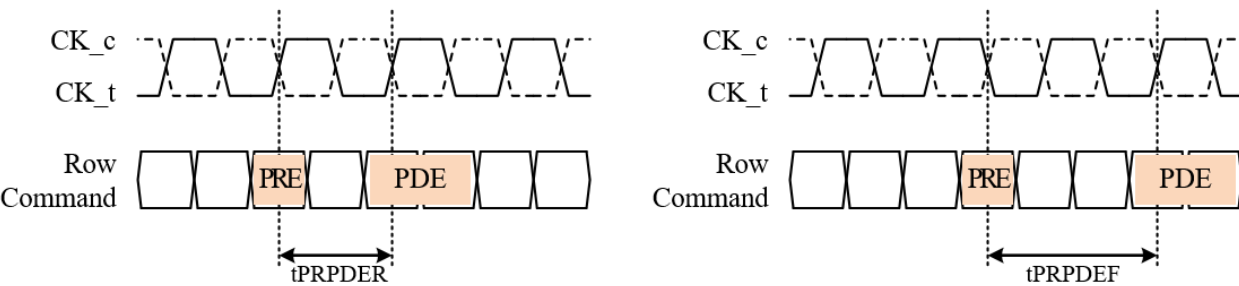 CK_c
CK_t
Row
Command
PRE
PDE
tPRPDER
CK_c
CK_t
Row
Command
PRE
PDE
tPRPDEF